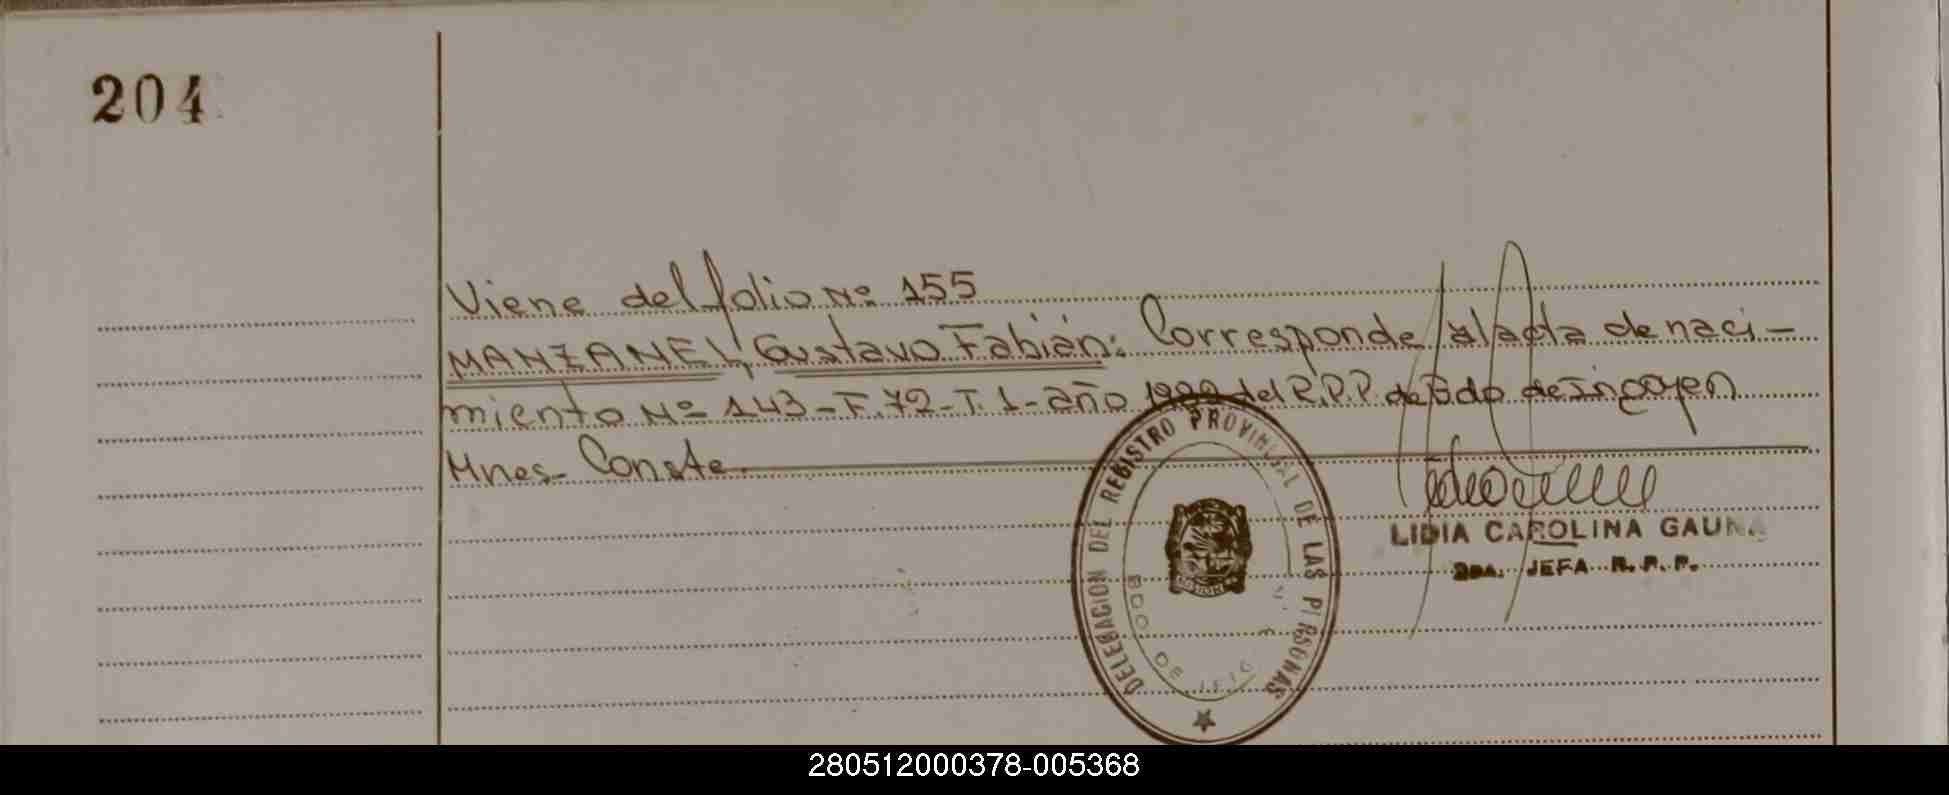 204
Viene del folio Nº 155
MANZANEL, Gustavo Fabián: Corresponde al acta de naci-
miento Nº 143-F.72-T.1-año del R.P.P de Bdo de Irigoyen
Mnes- Conste.
DELEGACION DEL REGISTRO PROVINCIAL DE LAS PERSONAS
BDO DE
LIDIA CAROLINA GAUNA
2DA. JEFA R.P.P.
280512000378-005368